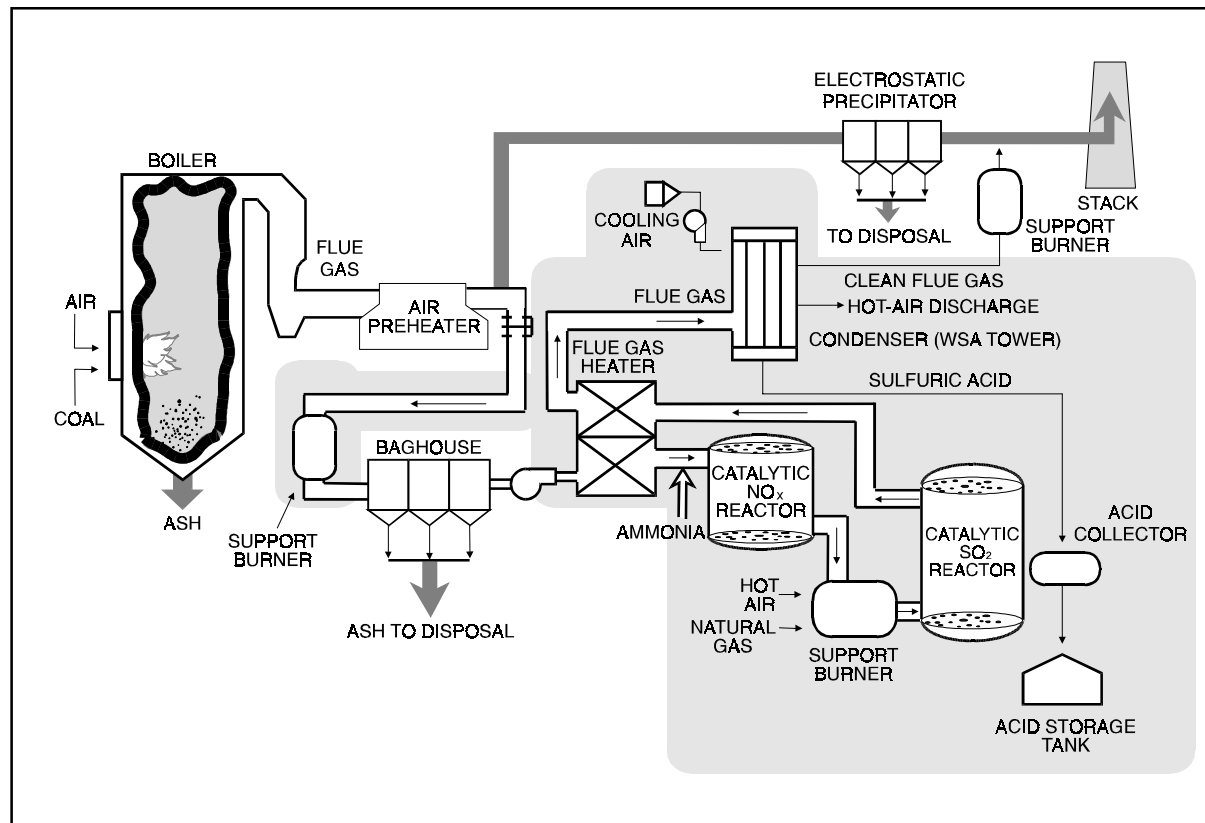 ELECTROSTATIC
PRECIPITATOR
BOILER
STACK
COOLING
AIR
TO DISPOSAL
SUPPORT
BURNER
FLUE
GAS
CLEAN FLUE GAS
AIR
FLUE GAS
HOT-AIR DISCHARGE
AIR
PREHEATER
CONDENSER (WSA TOWER)
FLUE GAS
HEATER
SULFURIC ACID
COAL
BAGHOUSE
CATALYTIC
NOₓ
REACTOR
ASH
AMMONIA
CATALYTIC
SO₂
REACTOR
ACID
COLLECTOR
SUPPORT
BURNER
HOT
AIR
ASH TO DISPOSAL
NATURAL
GAS
SUPPORT
BURNER
ACID STORAGE
TANK